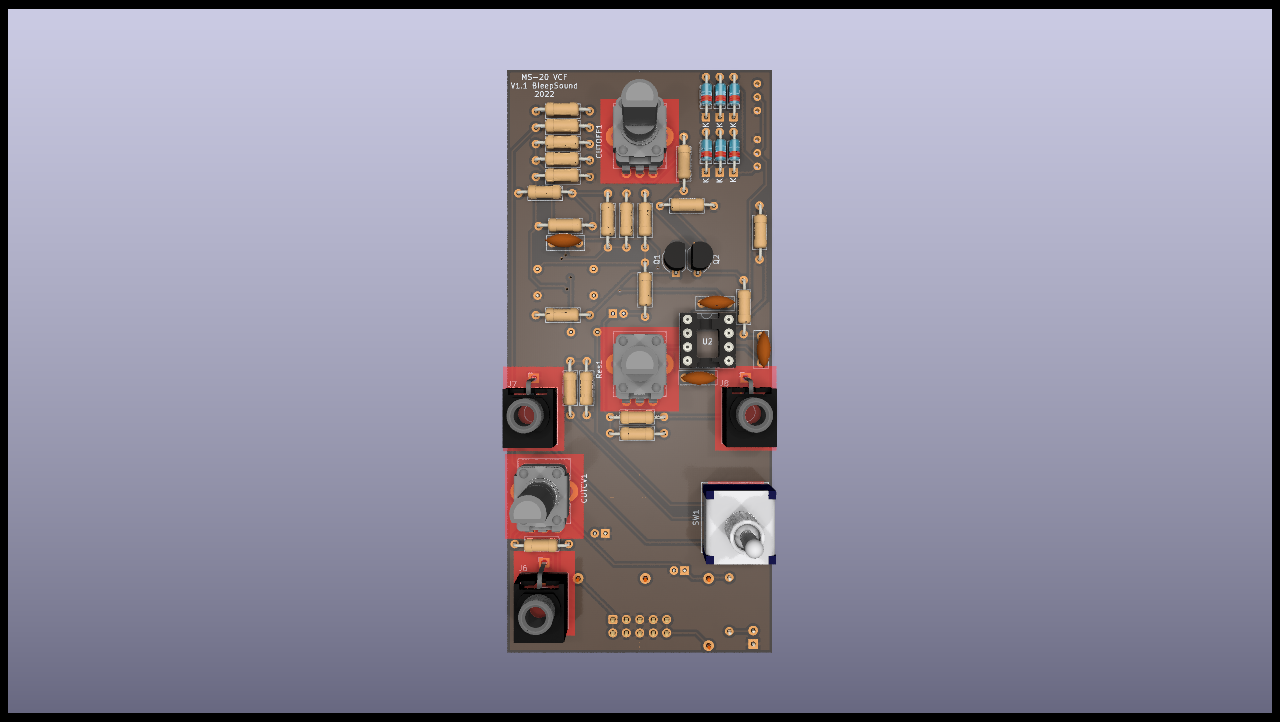 MS-20 VCF
V1.1 BleepSound
2022
CUTOFF1
K K K
K K K
Q1
Q2
U2
Res1
J7
J8
CUTCV1
SW1
J6